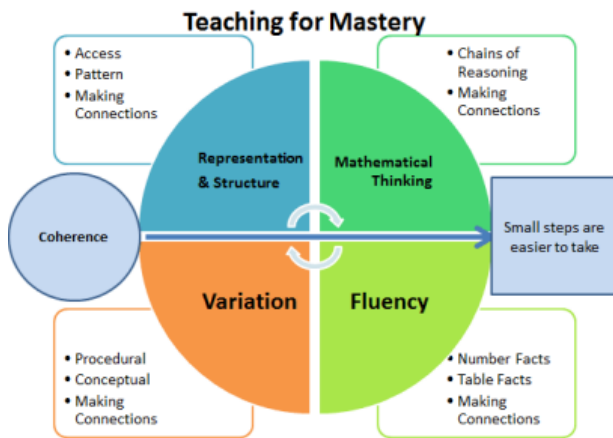 Teaching for Mastery
• Access
• Pattern
• Making
Connections
• Chains of
Reasoning
• Making
Connections
Representation
& Structure
Mathematical
Thinking
Coherence
Small steps are
easier to take
Variation
Fluency
• Procedural
• Conceptual
• Making
Connections
• Number Facts
• Table Facts
• Making
Connections